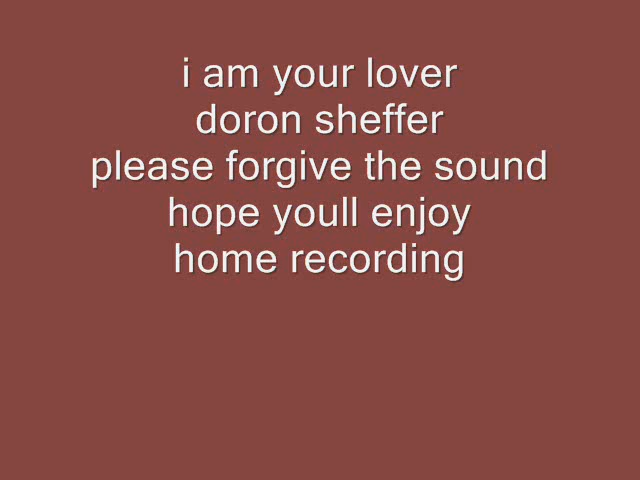 i am your lover
doron sheffer
please forgive the sound
hope youll enjoy
home recording